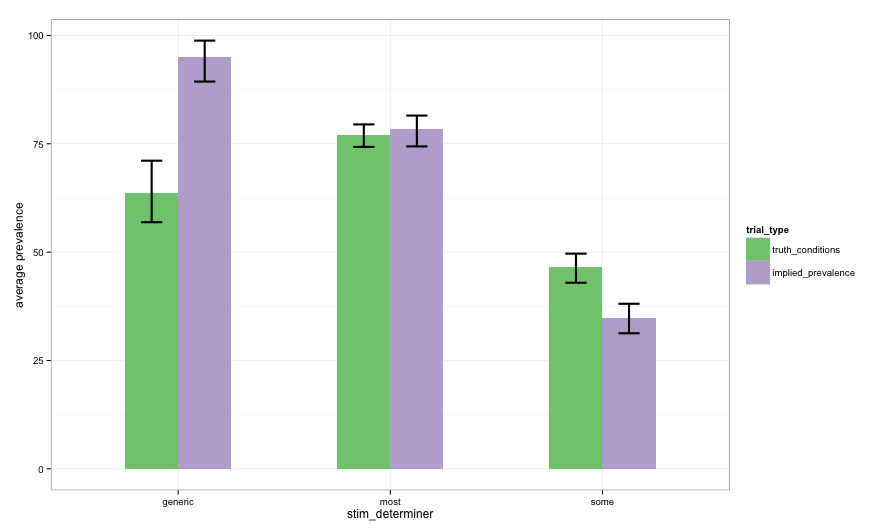 100
75
50
25
0
average prevalence
generic
most
some
stim_determiner
trial_type
truth_conditions
implied_prevalence